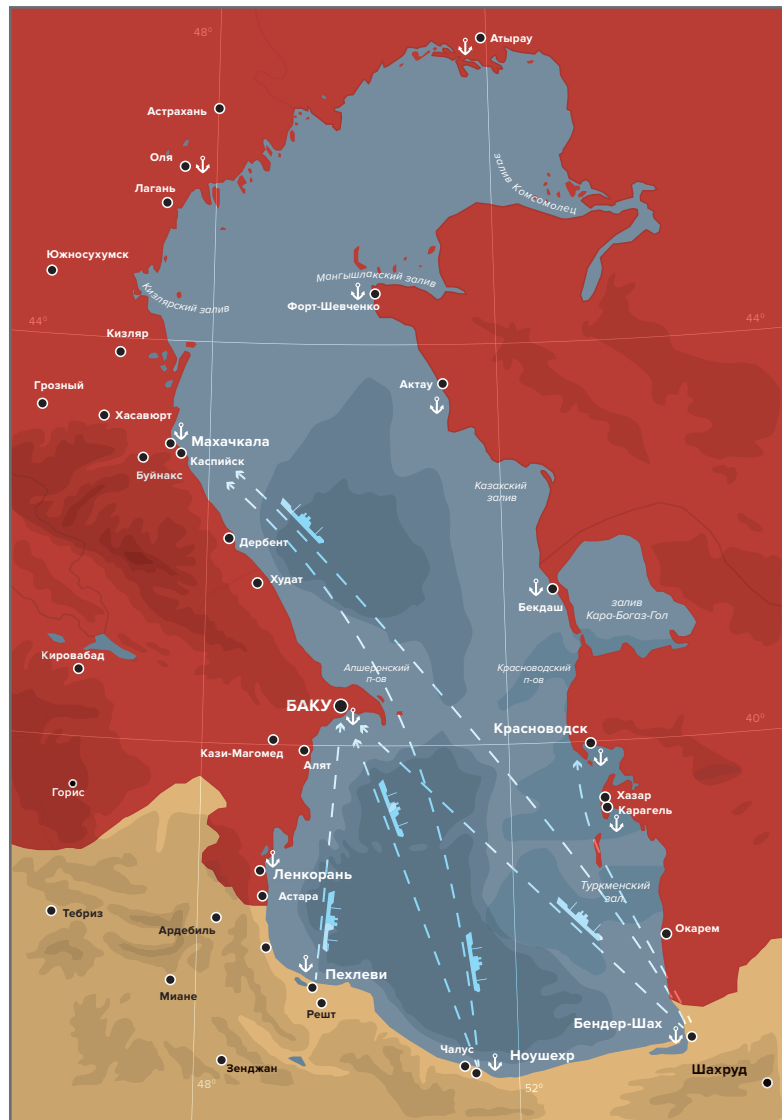 48°
Атырау
Астрахань
Оля
залив Комсомолец
Лагань
Южносухумск
Мангышлакский залив
Кизлярский залив
Форт-Шевченко
44°
44°
Кизляр
Грозный
Актау
Хасавюрт
Махачкала
Каспийск
Буйнакс
Казахский
залив
Дербент
Худат
Бекдаш
залив
Кара-Богаз-Гол
Кировабад
Апшеронский
п-ов
Красноводский
п-ов
БАКУ
40°
Красноводск
Кази-Магомед
Алят
Горис
Хазар
Карагель
Ленкорань
Туркменский
зал.
Астара
Тебриз
Ардебиль
Окарем
Пехлеви
Миане
Решт
Бендер-Шах
Чалус
Ноушехр
Зенджан
Шахруд
48°
52°